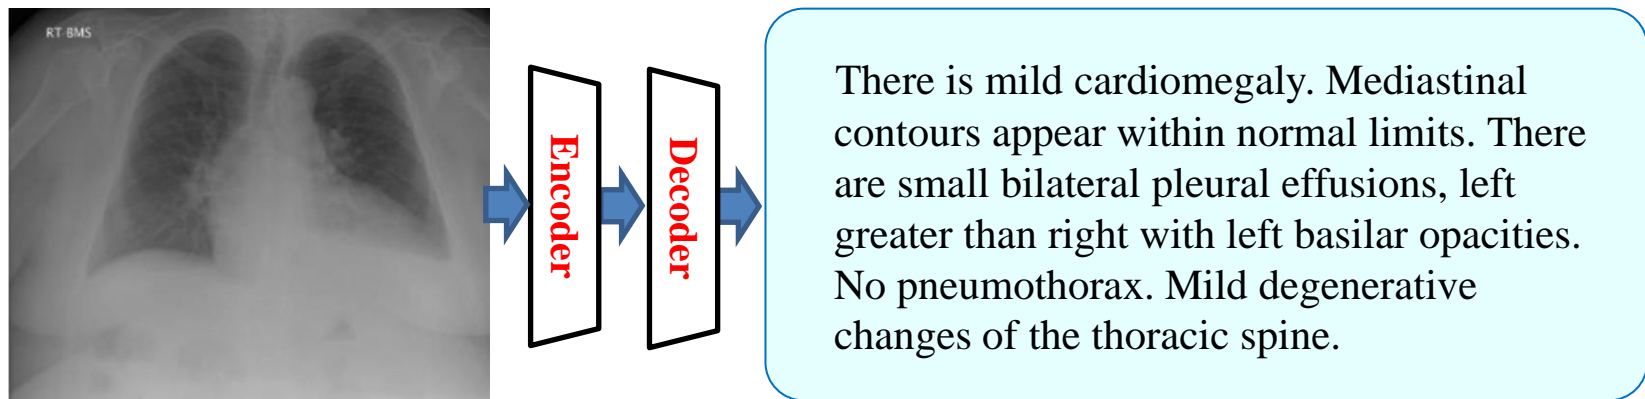 RT BMS
Encoder
Decoder
There is mild cardiomegaly. Mediastinal
contours appear within normal limits. There
are small bilateral pleural effusions, left
greater than right with left basilar opacities.
No pneumothorax. Mild degenerative
changes of the thoracic spine.